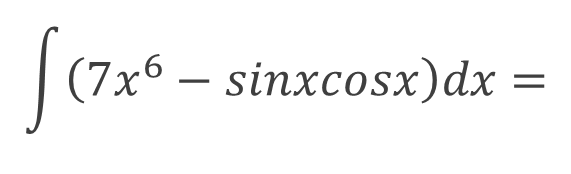 ∫(7x⁶ − sinxcosx)dx =